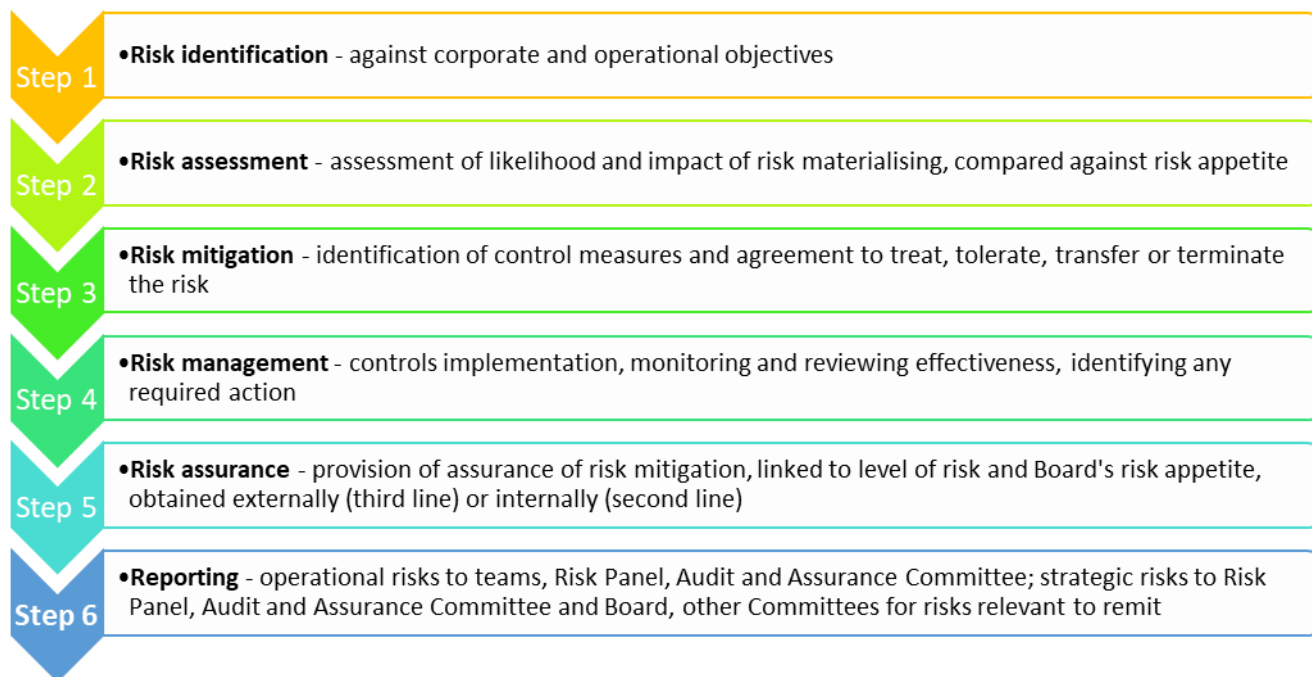 Step 1
•Risk identification - against corporate and operational objectives
Step 2
•Risk assessment - assessment of likelihood and impact of risk materialising, compared against risk appetite
Step 3
•Risk mitigation - identification of control measures and agreement to treat, tolerate, transfer or terminate
the risk
Step 4
•Risk management - controls implementation, monitoring and reviewing effectiveness, identifying any
required action
Step 5
•Risk assurance - provision of assurance of risk mitigation, linked to level of risk and Board's risk appetite,
obtained externally (third line) or internally (second line)
Step 6
•Reporting - operational risks to teams, Risk Panel, Audit and Assurance Committee; strategic risks to Risk
Panel, Audit and Assurance Committee and Board, other Committees for risks relevant to remit